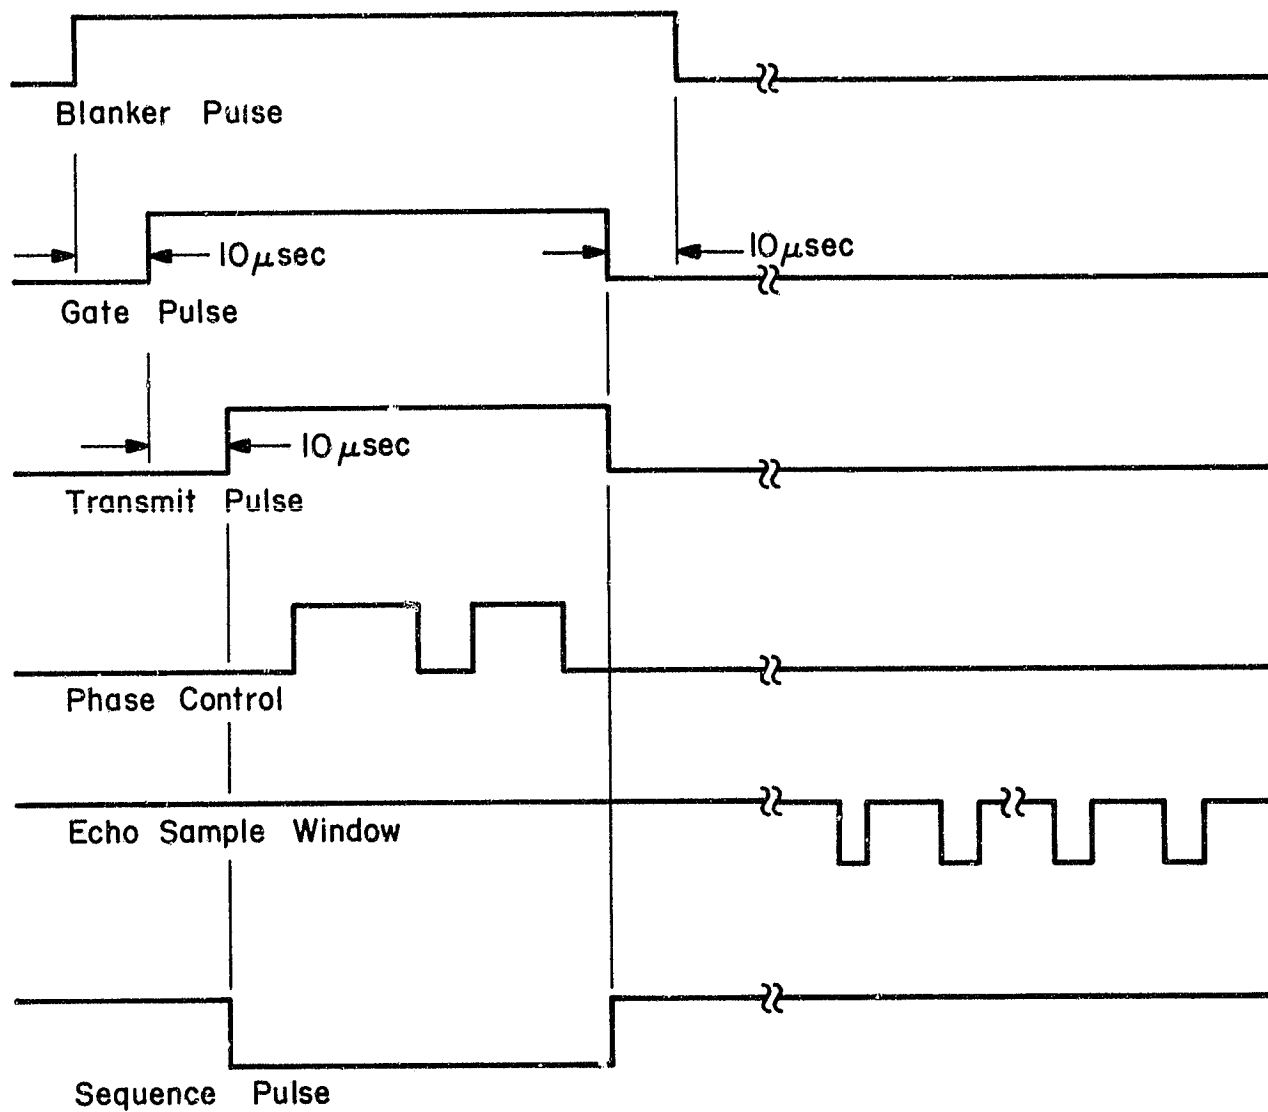 Blanker Pulse
10 μsec
10 μsec
Gate Pulse
10 μsec
Transmit Pulse
Phase Control
Echo Sample Window
Sequence Pulse